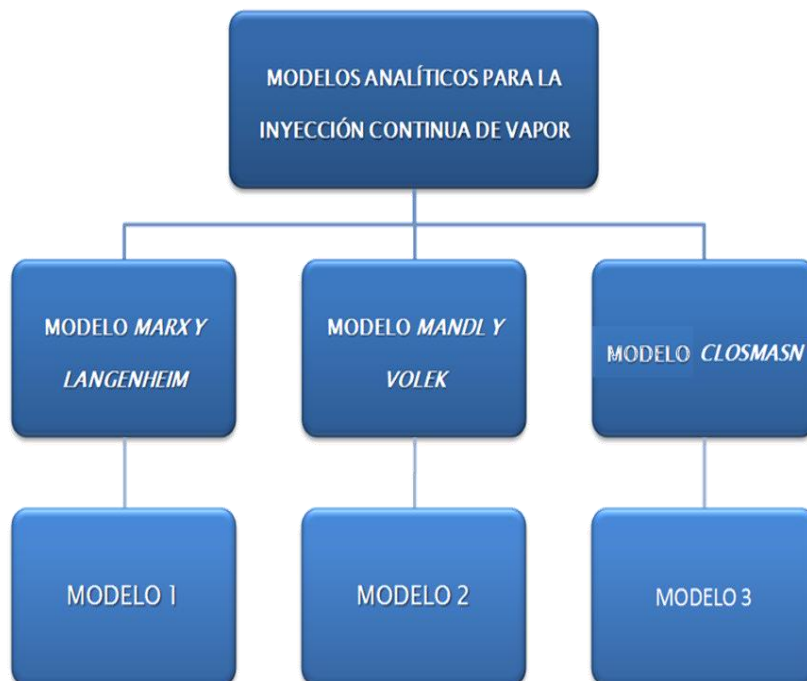 MODELOS ANALÍTICOS PARA LA
INYECCIÓN CONTINUA DE VAPOR
MODELO MARX Y
LANGENHEIM
MODELO MANDL Y
VOLEK
MODELO CLOSMASN
MODELO 1
MODELO 2
MODELO 3